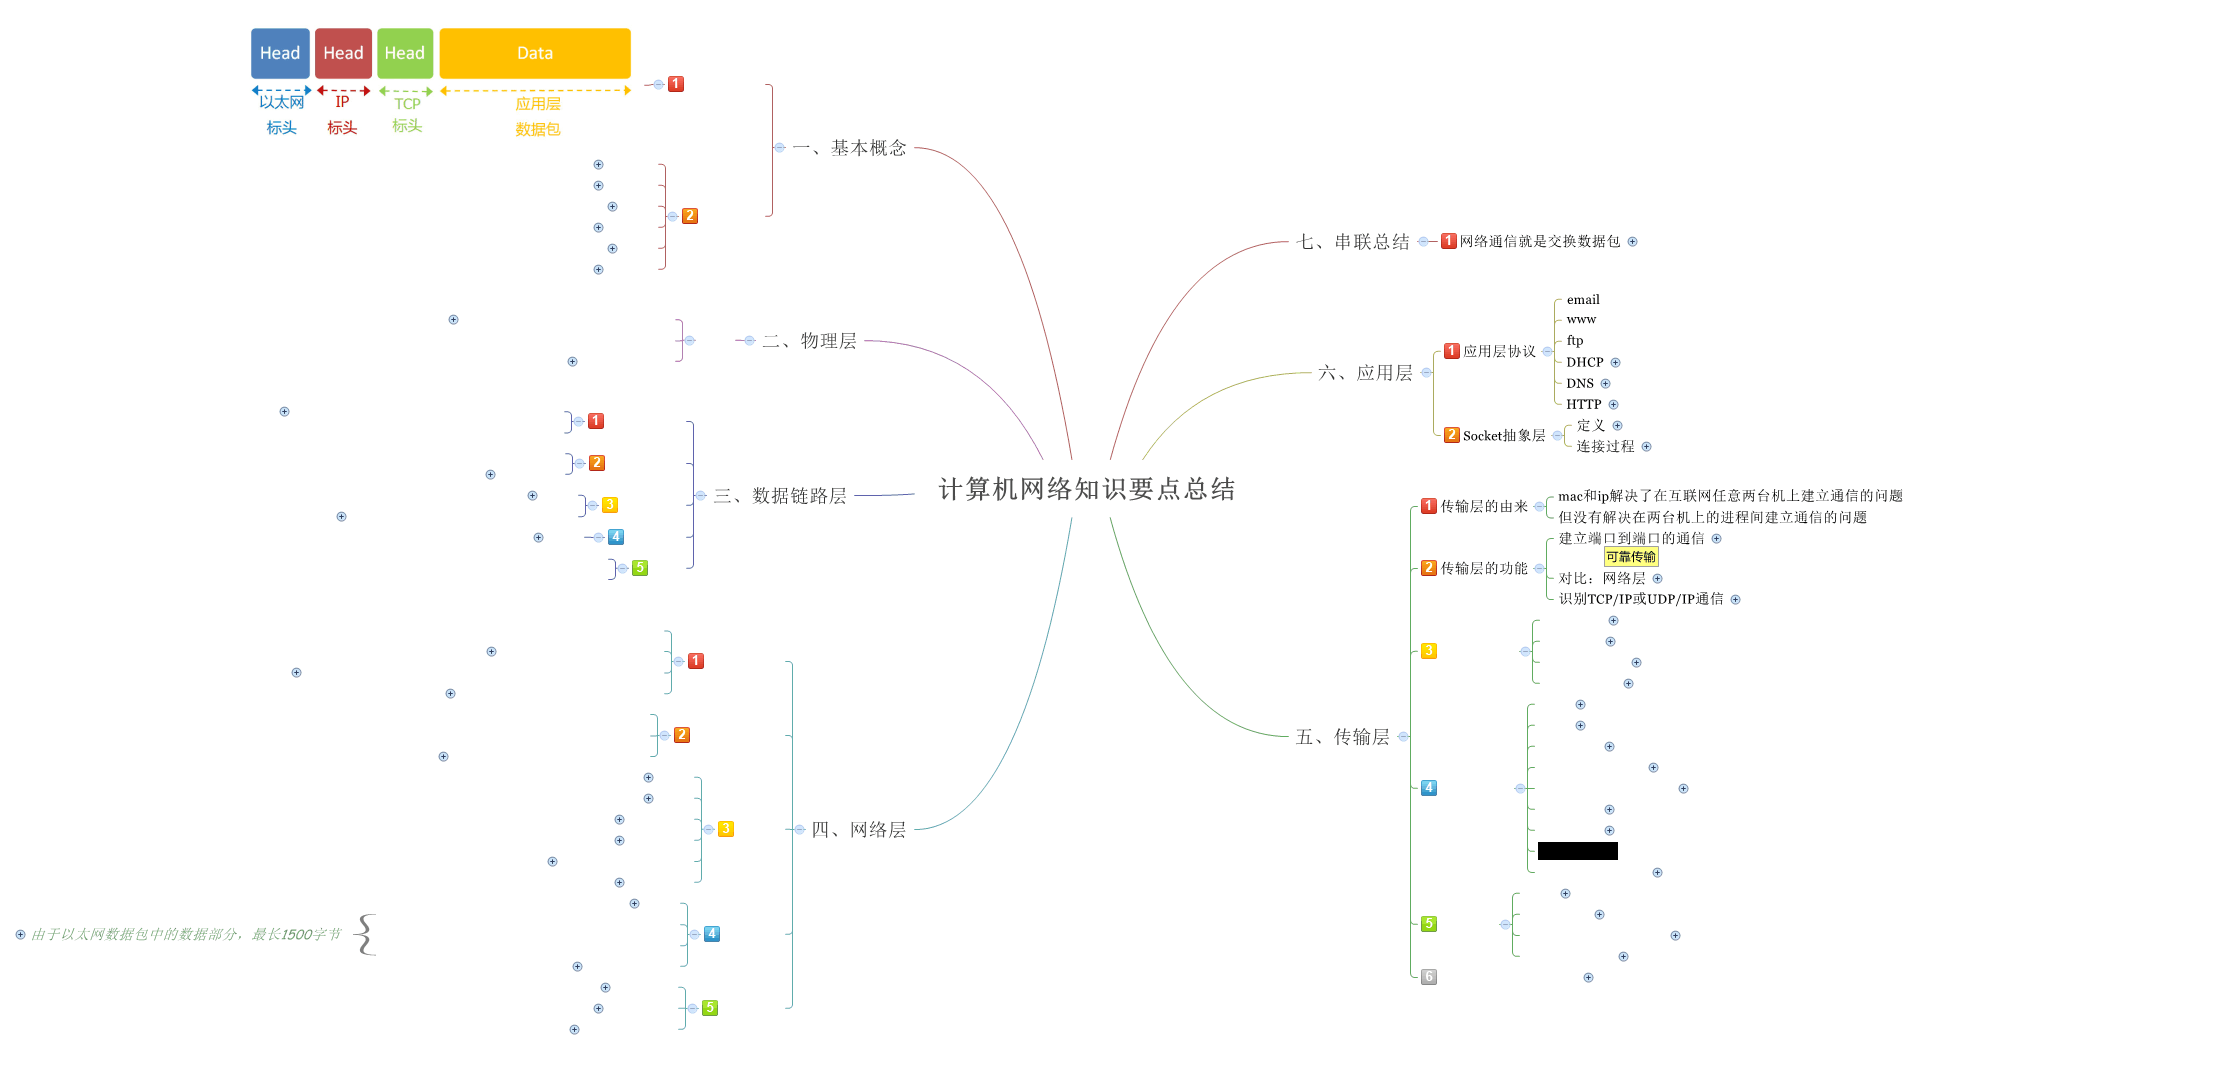 Head Head Head Data
以太网 IP TCP 应用层
标头 标头 标头 数据包
1
一、基本概念
2
二、物理层
1
2
三、数据链路层
3
4
5
1
2
四、网络层
3
由于以太网数据包中的数据部分，最长1500字节
4
5
计算机网络知识要点总结
七、串联总结
1 网络通信就是交换数据包
六、应用层
1 应用层协议
email
www
ftp
DHCP
DNS
HTTP
2 Socket抽象层
定义
连接过程
五、传输层
1 传输层的由来
mac和ip解决了在互联网任意两台机上建立通信的问题
但没有解决在两台机上的进程间建立通信的问题
2 传输层的功能
建立端口到端口的通信
可靠传输
对比：网络层
识别TCP/IP或UDP/IP通信
3
4
5
6